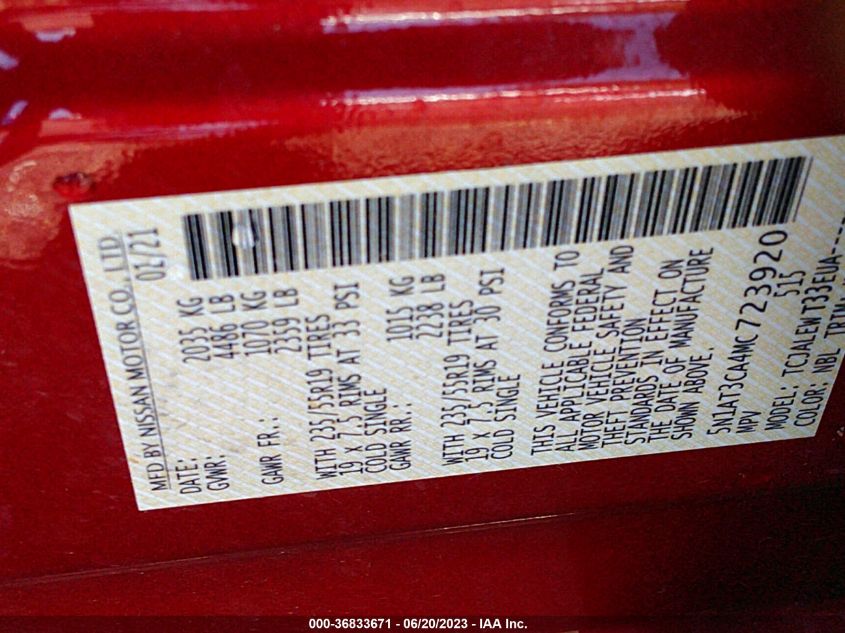 MFD BY NISSAN MOTOR CO., LTD.
DATE: 01/21
GVWR: 2035 KG
4486 LB
GAWR FR.: 1070 KG
2359 LB
WITH 235/55R19 TIRES
19 X 7.5 RIMS AT 33 PSI
COLD SINGLE
GAWR RR.: 1015 KG
2238 LB
WITH 235/55R19 TIRES
19 X 7.5 RIMS AT 30 PSI
COLD SINGLE
THIS VEHICLE CONFORMS TO
ALL APPLICABLE FEDERAL
MOTOR VEHICLE SAFETY AND
THEFT PREVENTION
STANDARDS IN EFFECT ON
THE DATE OF MANUFACTURE
SHOWN ABOVE.
5N1AT3CA4MC723920
MPV 515
MODEL: TCJALEW T33EUA----
COLOR: NBL TRIM
000-36833671 - 06/20/2023 - IAA Inc.